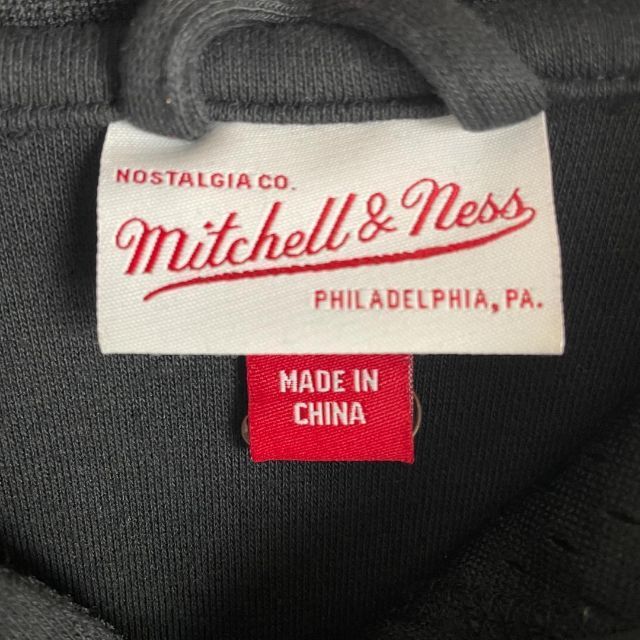 NOSTALGIA CO.
Mitchell & Ness
PHILADELPHIA, PA.
MADE IN
CHINA